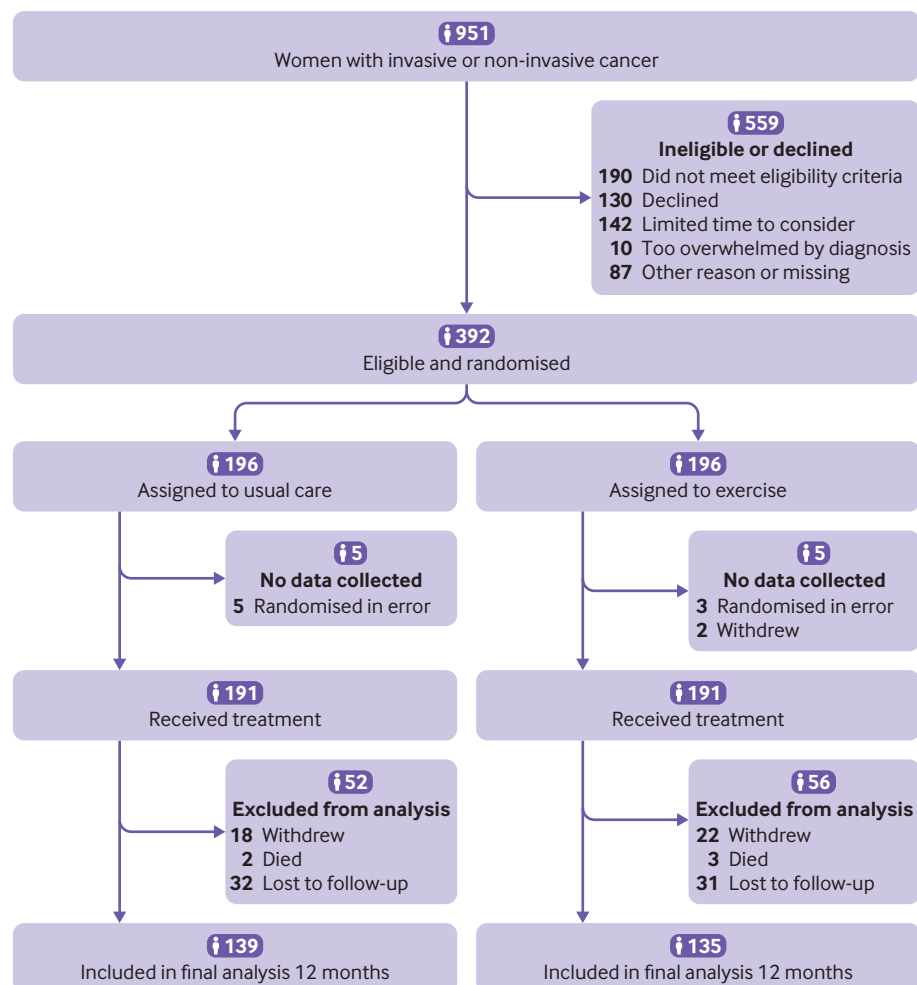 951
Women with invasive or non-invasive cancer
559
Ineligible or declined
190 Did not meet eligibility criteria
130 Declined
142 Limited time to consider
10 Too overwhelmed by diagnosis
87 Other reason or missing
392
Eligible and randomised
196
Assigned to usual care
5
No data collected
5 Randomised in error
191
Received treatment
52
Excluded from analysis
18 Withdrew
2 Died
32 Lost to follow-up
139
Included in final analysis 12 months
196
Assigned to exercise
5
No data collected
3 Randomised in error
2 Withdrew
191
Received treatment
56
Excluded from analysis
22 Withdrew
3 Died
31 Lost to follow-up
135
Included in final analysis 12 months